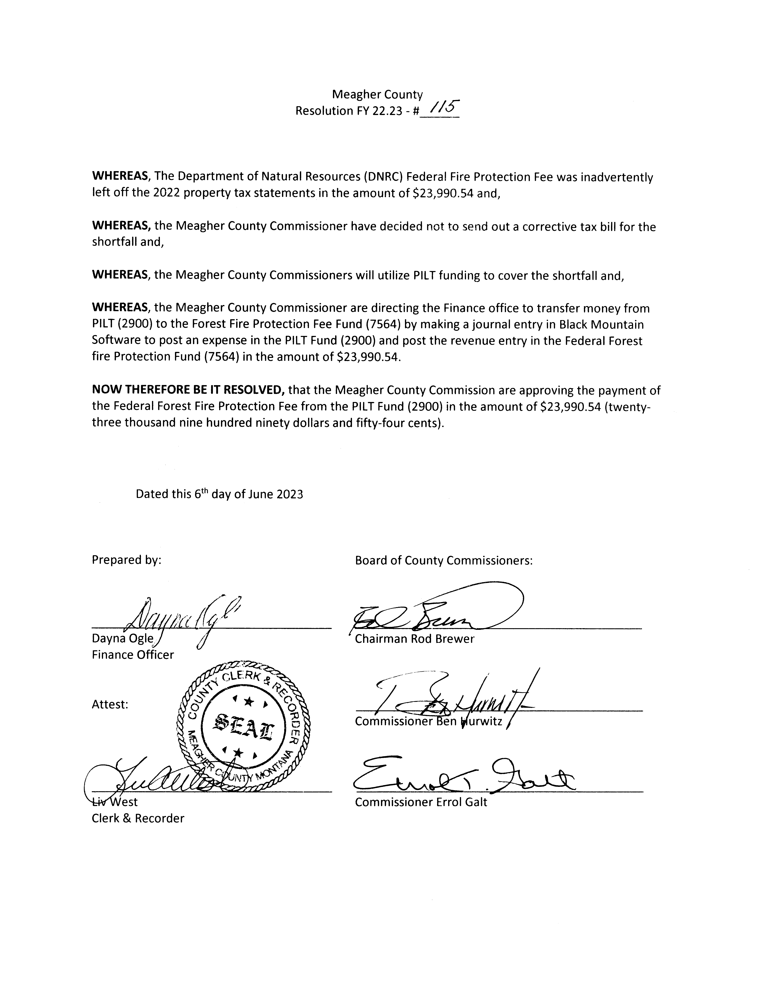 Meagher County
Resolution FY 22.23 - # 115
WHEREAS, The Department of Natural Resources (DNRC) Federal Fire Protection Fee was inadvertently
left off the 2022 property tax statements in the amount of $23,990.54 and,
WHEREAS, the Meagher County Commissioner have decided not to send out a corrective tax bill for the
shortfall and,
WHEREAS, the Meagher County Commissioners will utilize PILT funding to cover the shortfall and,
WHEREAS, the Meagher County Commissioner are directing the Finance office to transfer money from
PILT (2900) to the Forest Fire Protection Fee Fund (7564) by making a journal entry in Black Mountain
Software to post an expense in the PILT Fund (2900) and post the revenue entry in the Federal Forest
fire Protection Fund (7564) in the amount of $23,990.54.
NOW THEREFORE BE IT RESOLVED, that the Meagher County Commission are approving the payment of
the Federal Forest Fire Protection Fee from the PILT Fund (2900) in the amount of $23,990.54 (twenty-
three thousand nine hundred ninety dollars and fifty-four cents).
Dated this 6th day of June 2023
Prepared by:
Dayna Ogle
Dayna Ogle
Finance Officer
Attest:
COUNTY CLERK & RECORDER
SEAL
MEAGHER COUNTY MONTANA
Liv West
Clerk & Recorder
Board of County Commissioners:
Chairman Rod Brewer
Ben Hurwitz
Commissioner Ben Hurwitz
Errol T. Galt
Commissioner Errol Galt